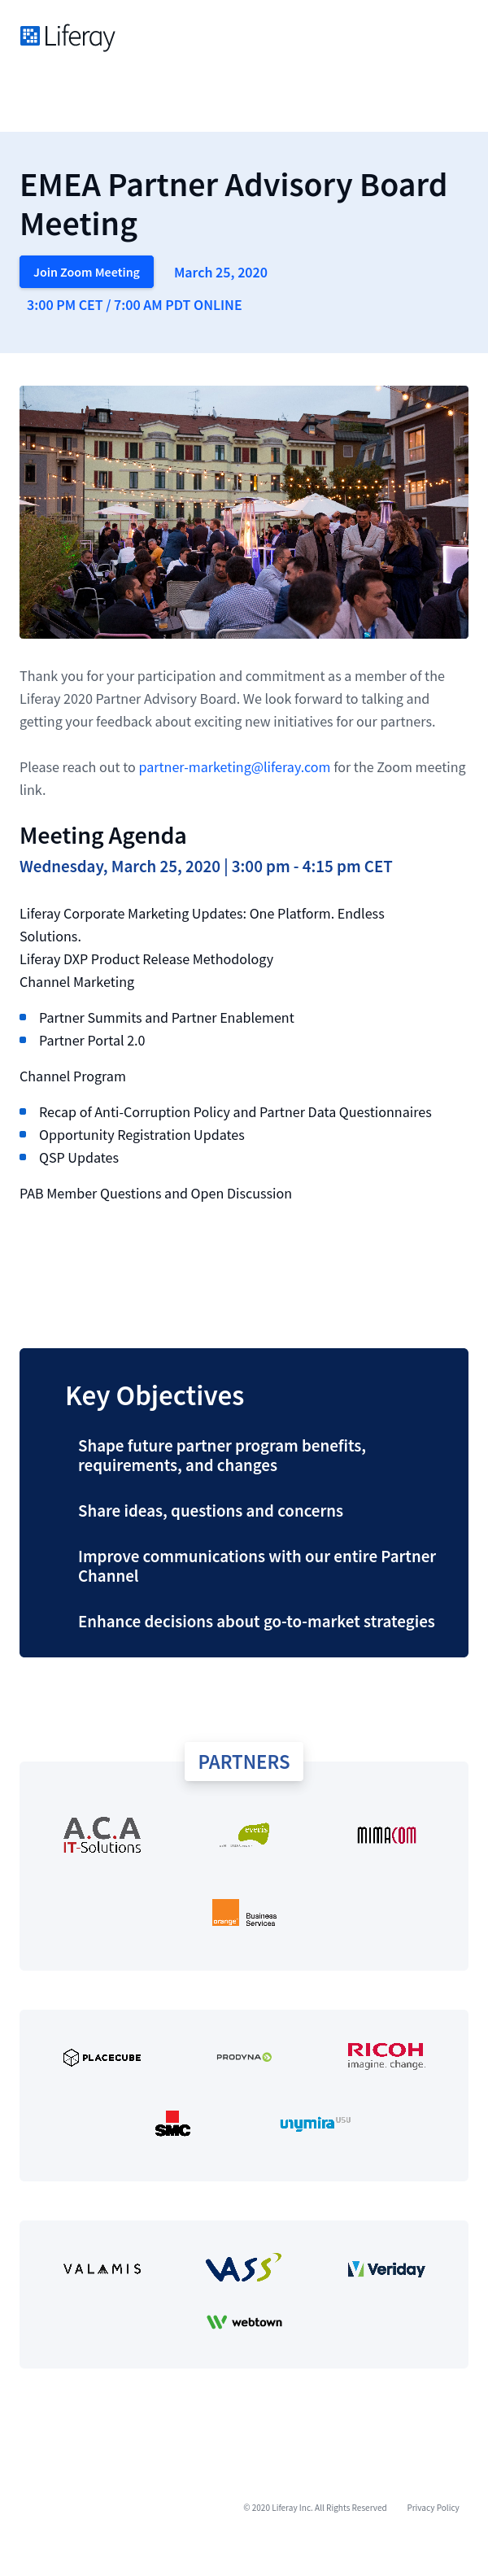 Liferay
EMEA Partner Advisory Board
Meeting
Join Zoom Meeting
March 25, 2020
3:00 PM CET / 7:00 AM PDT ONLINE
Thank you for your participation and commitment as a member of the
Liferay 2020 Partner Advisory Board. We look forward to talking and
getting your feedback about exciting new initiatives for our partners.
Please reach out to partner-marketing@liferay.com for the Zoom meeting
link.
Meeting Agenda
Wednesday, March 25, 2020 | 3:00 pm - 4:15 pm CET
Liferay Corporate Marketing Updates: One Platform. Endless
Solutions.
Liferay DXP Product Release Methodology
Channel Marketing
Partner Summits and Partner Enablement
Partner Portal 2.0
Channel Program
Recap of Anti-Corruption Policy and Partner Data Questionnaires
Opportunity Registration Updates
QSP Updates
PAB Member Questions and Open Discussion
Key Objectives
Shape future partner program benefits,
requirements, and changes
Share ideas, questions and concerns
Improve communications with our entire Partner
Channel
Enhance decisions about go-to-market strategies
PARTNERS
A.C.A
IT-Solutions
everis
MIMACOM
orange
Business
Services
PLACECUBE
PRODYNA
RICOH
imagine. change.
SMC
unymira USU
VALAMIS
VASS
Veriday
webtown
© 2020 Liferay Inc. All Rights Reserved
Privacy Policy